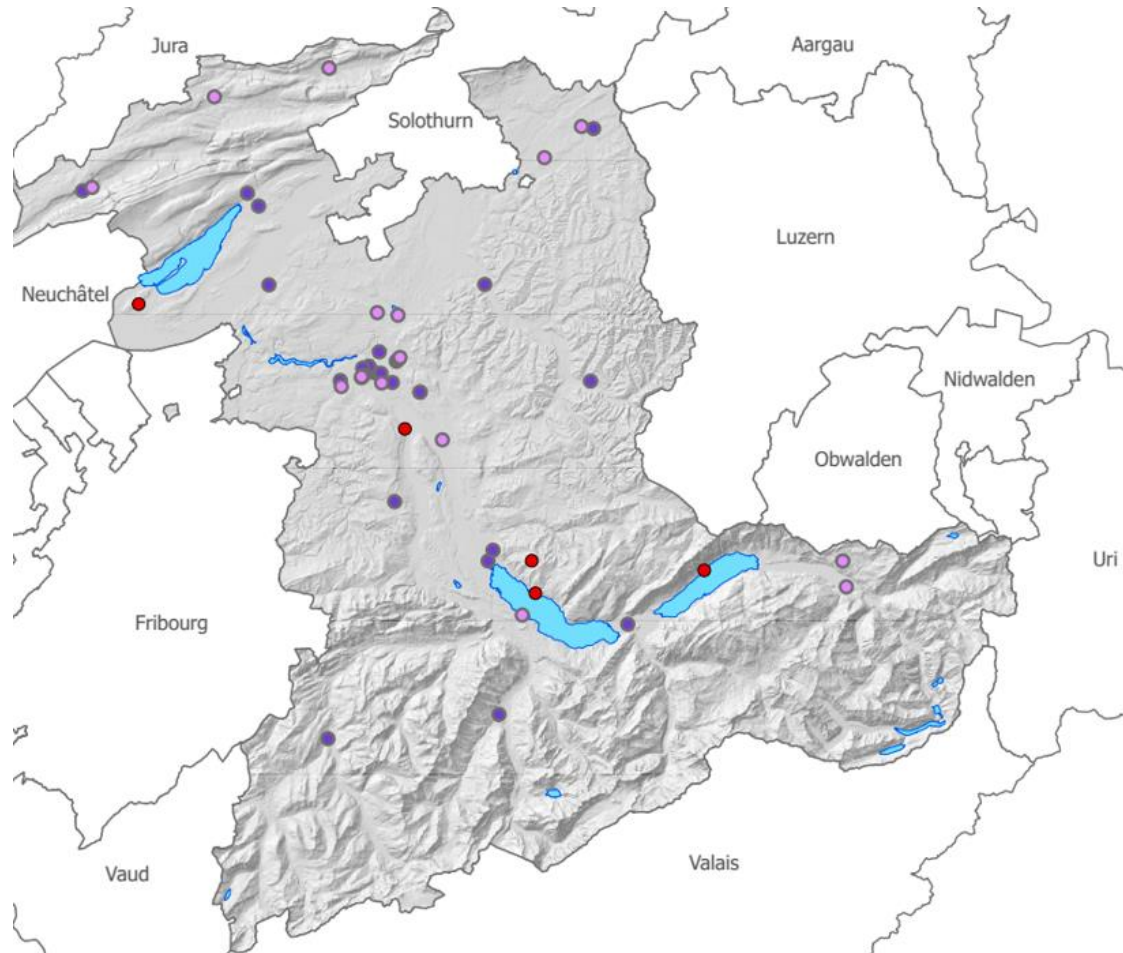 Jura
Aargau
Solothurn
Luzern
Neuchâtel
Nidwalden
Obwalden
Uri
Fribourg
Valais
Vaud